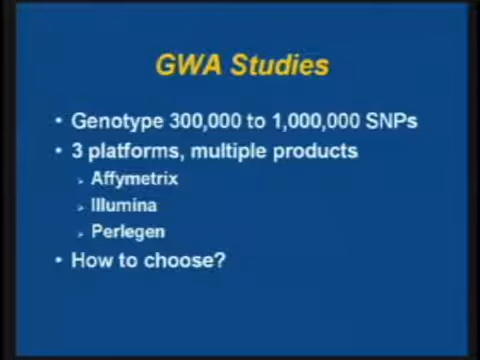 GWA Studies
• Genotype 300,000 to 1,000,000 SNPs
• 3 platforms, multiple products
➢ Affymetrix
➢ Illumina
➢ Perlegen
• How to choose?